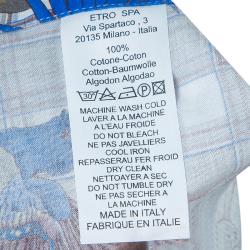 ETRO SPA
Via Spartaco , 3
20135 Milano - Italia
100%
Cotone-Coton
Cotton-Baumwolle
Algodon Algodao
30°
MACHINE WASH COLD
LAVER A LA MACHINE
A L'EAU FROIDE
DO NOT BLEACH
NE PAS JAVELLIERS
COOL IRON
REPASSERAU FER FROID
DRY CLEAN
NETTOAYER A SEC
DO NOT TUMBLE DRY
NE PAS SECHER A
LA MACHINE
MADE IN ITALY
FABRIQUE EN ITALIE